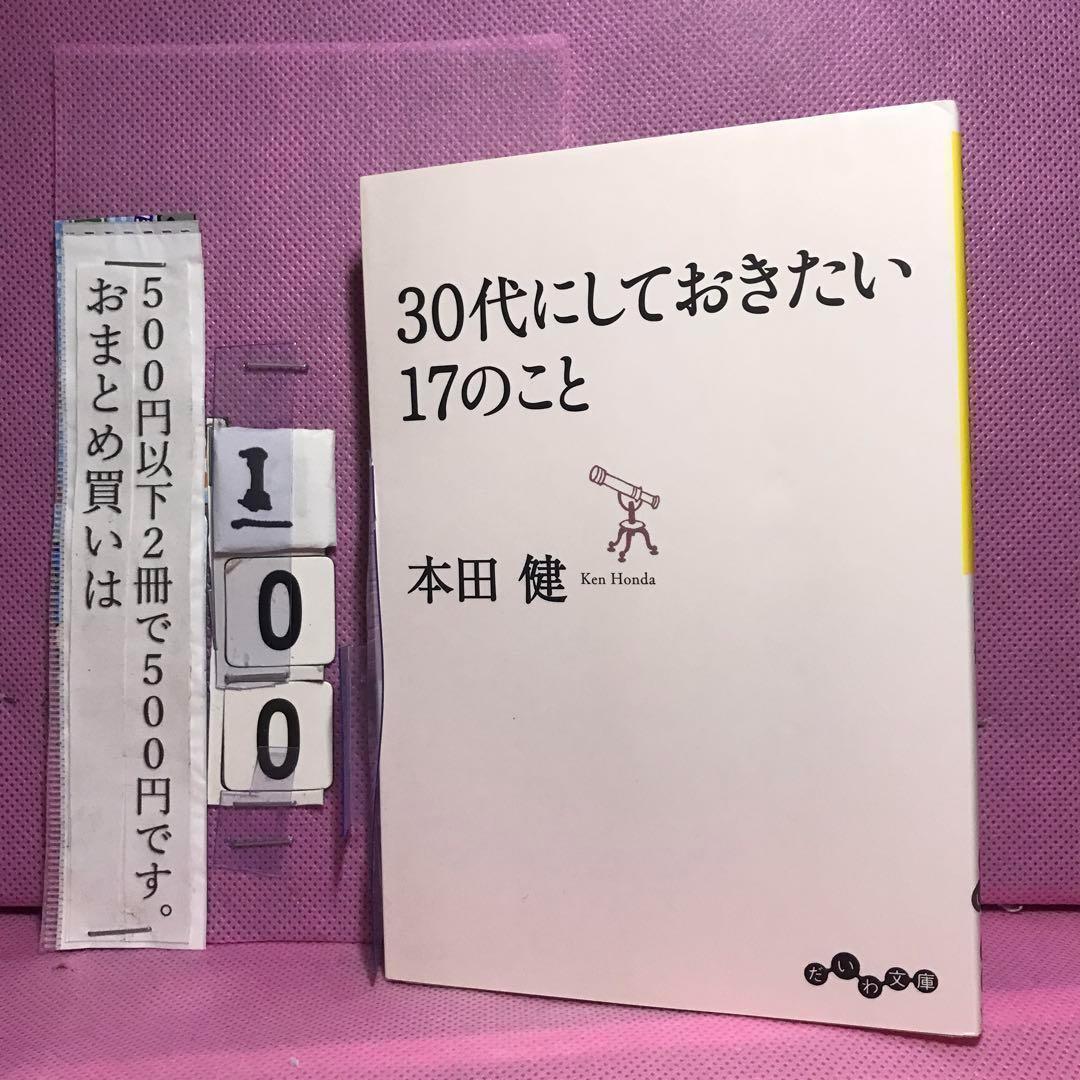 おまとめ買いは
500円以下2冊で500円です。
1
0
0
30代にしておきたい
17のこと
本田 健
Ken Honda
だいわ文庫